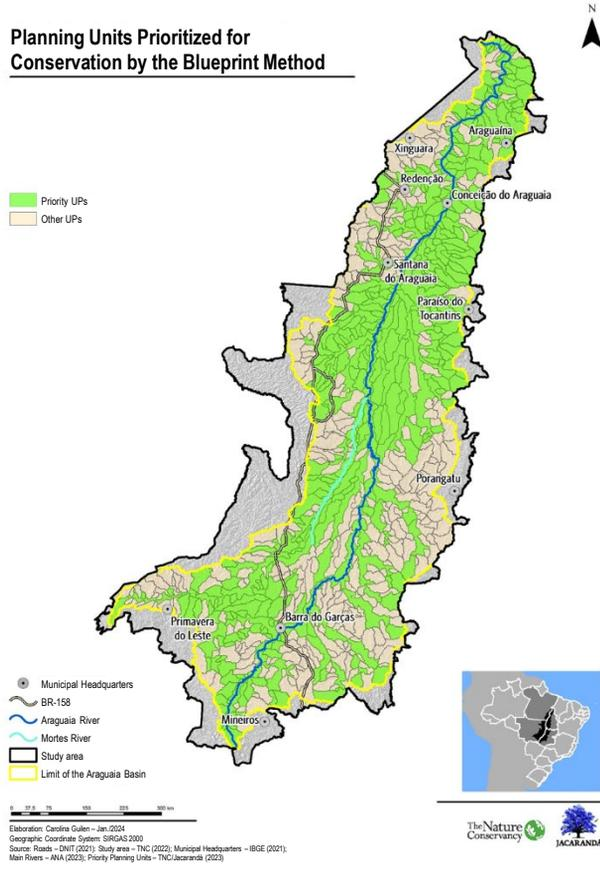 Planning Units Prioritized for
Conservation by the Blueprint Method
N
Araguaína
Xinguara
Redenção
Conceição do Araguaia
Priority UPs
Other UPs
Santana
do Araguaia
Paraíso do
Tocantins
Porangatu
Primavera
do Leste
Barra do Garças
Mineiros
Municipal Headquarters
BR-158
Araguaia River
Mortes River
Study area
Limit of the Araguaia Basin
0 37,5 75 150 225 300 km
Elaboration: Carolina Guilen – Jan./2024
Geographic Coordinate System: SIRGAS 2000
Source: Roads – DNIT (2021): Study area – TNC (2022); Municipal Headquarters – IBGE (2021);
Main Rivers – ANA (2023); Priority Planning Units – TNC/Jacarandá (2023)
The Nature
Conservancy
JACARANDÁ